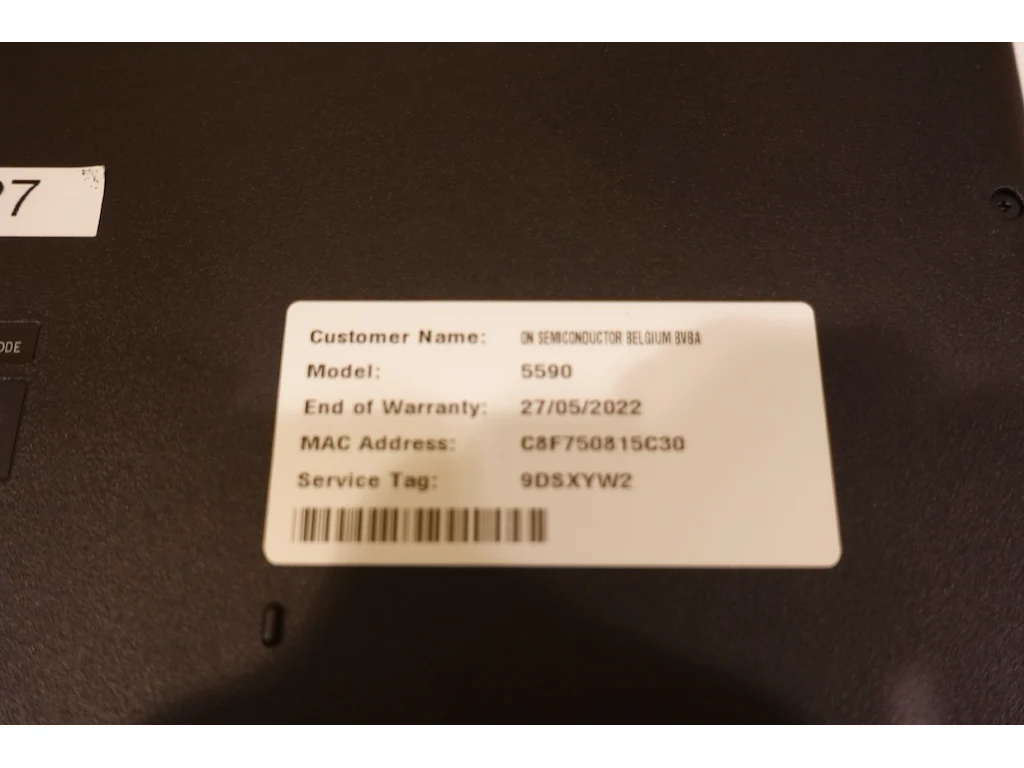 7
ODE
Customer Name: ON SEMICONDUCTOR BELGIUM BVBA
Model: 5590
End of Warranty: 27/05/2022
MAC Address: C8F750815C30
Service Tag: 9DSXYW2